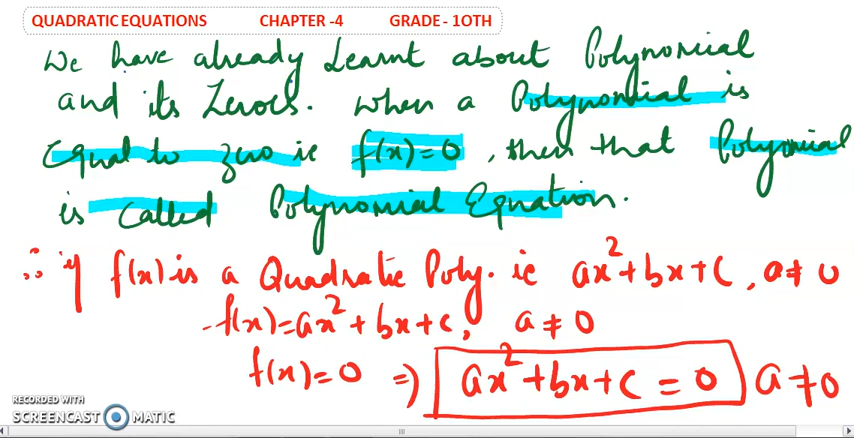 QUADRATIC EQUATIONS CHAPTER -4 GRADE - 1OTH
We have already learnt about Polynomial
and its Zeroes. When a Polynomial is
equal to zero ie f(x)=0, then that Polynomial
is called Polynomial Equation.
∴ if f(x) is a Quadratic Poly. ie ax²+bx+c, a≠0
f(x)=ax²+bx+c, a≠0
f(x)=0 ⇒ ax²+bx+c=0 a≠0
RECORDED WITH
SCREENCAST MATIC